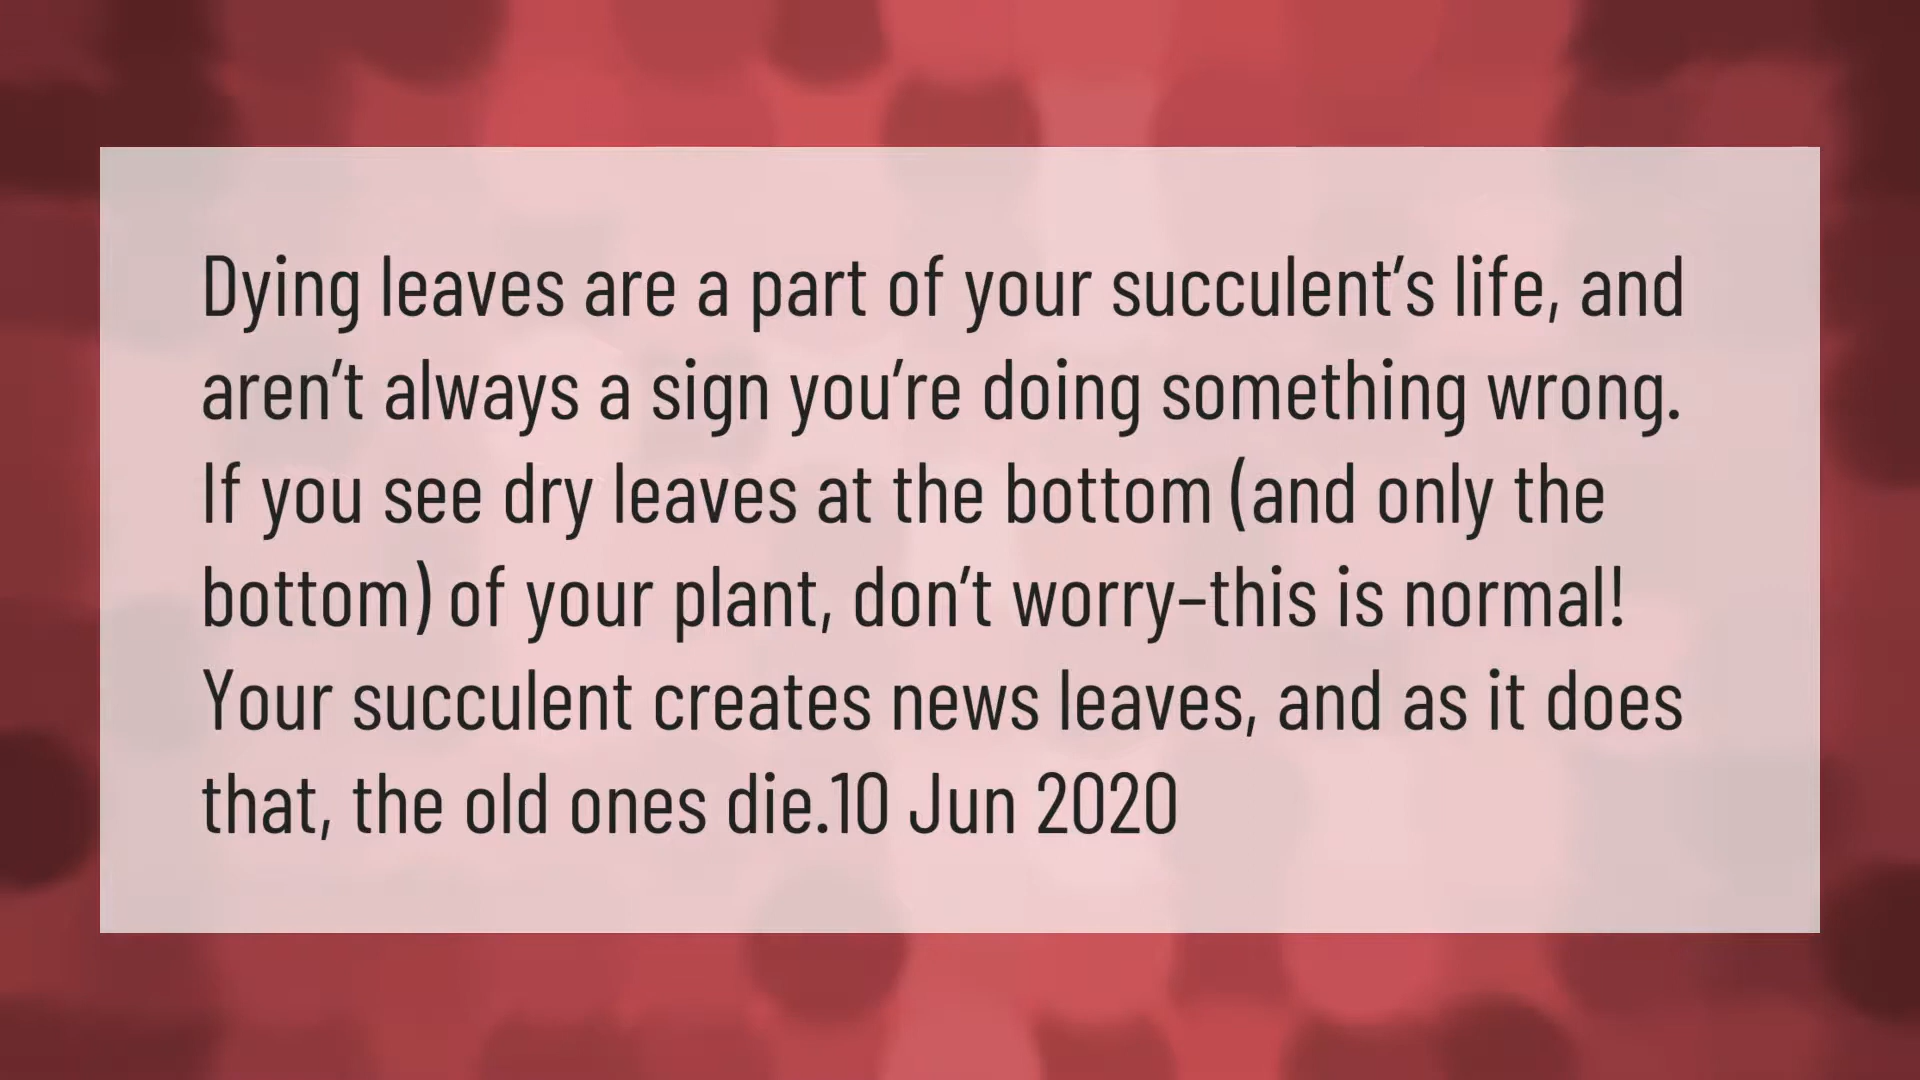 Dying leaves are a part of your succulent’s life, and
aren’t always a sign you’re doing something wrong.
If you see dry leaves at the bottom (and only the
bottom) of your plant, don’t worry–this is normal!
Your succulent creates news leaves, and as it does
that, the old ones die.10 Jun 2020